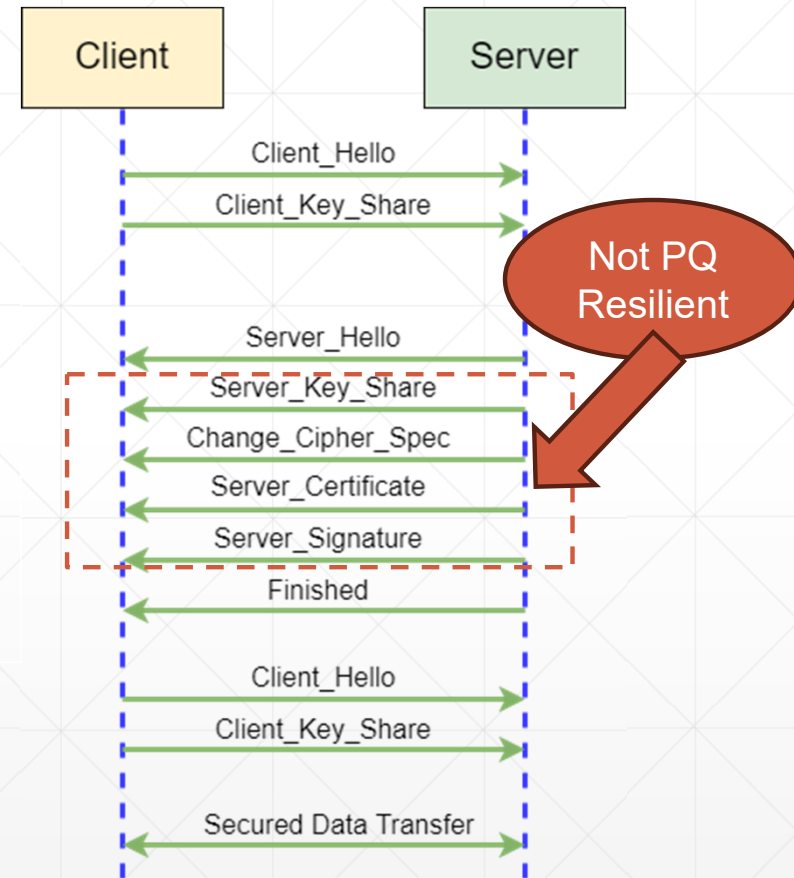 Client
Server
Client_Hello
Client_Key_Share
Not PQ
Resilient
Server_Hello
Server_Key_Share
Change_Cipher_Spec
Server_Certificate
Server_Signature
Finished
Client_Hello
Client_Key_Share
Secured Data Transfer